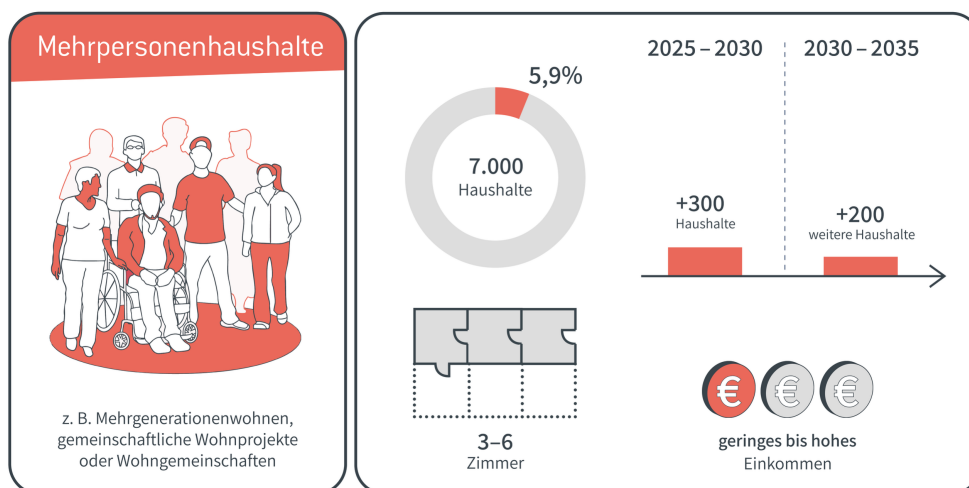 Mehrpersonenhaushalte
z. B. Mehrgenerationenwohnen,
gemeinschaftliche Wohnprojekte
oder Wohngemeinschaften
5,9%
7.000
Haushalte
3–6
Zimmer
2025 – 2030
2030 – 2035
+300
Haushalte
+200
weitere Haushalte
€ € €
geringes bis hohes
Einkommen